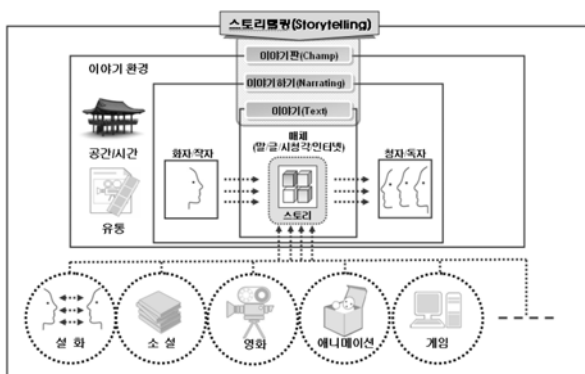 스토리텔링(Storytelling)
이야기판(Champ)
이야기하기(Narrating)
이야기(Text)
이야기 환경
공간/시간
유통
화자/작자
매체
(말/글/시청각/인터넷)
청자/독자
스토리
설 화
소 설
영화
애니메이션
게임